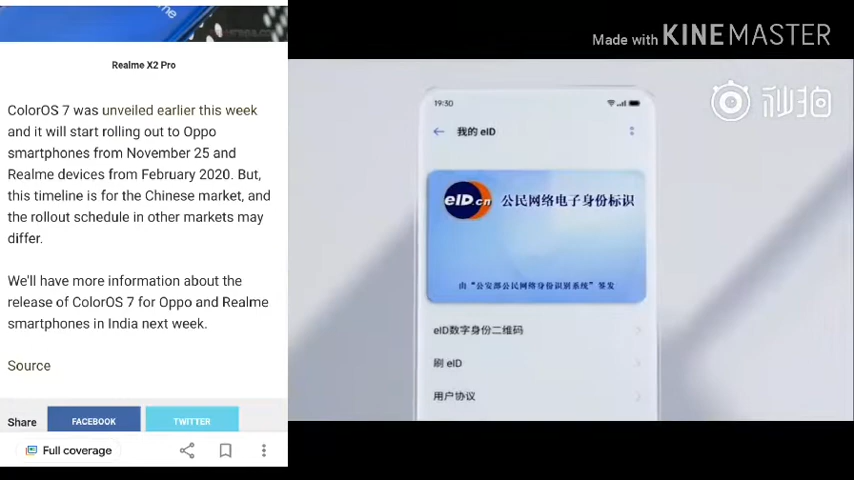 Realme X2 Pro
ColorOS 7 was unveiled earlier this week
and it will start rolling out to Oppo
smartphones from November 25 and
Realme devices from February 2020. But,
this timeline is for the Chinese market, and
the rollout schedule in other markets may
differ.
We'll have more information about the
release of ColorOS 7 for Oppo and Realme
smartphones in India next week.
Source
Share
FACEBOOK
TWITTER
Full coverage
Made with KINEMASTER
秒拍
19:30
我的 eID
eID.cn 公民网络电子身份标识
由“公安部公民网络身份识别系统”签发
eID数字身份二维码
刷 eID
用户协议